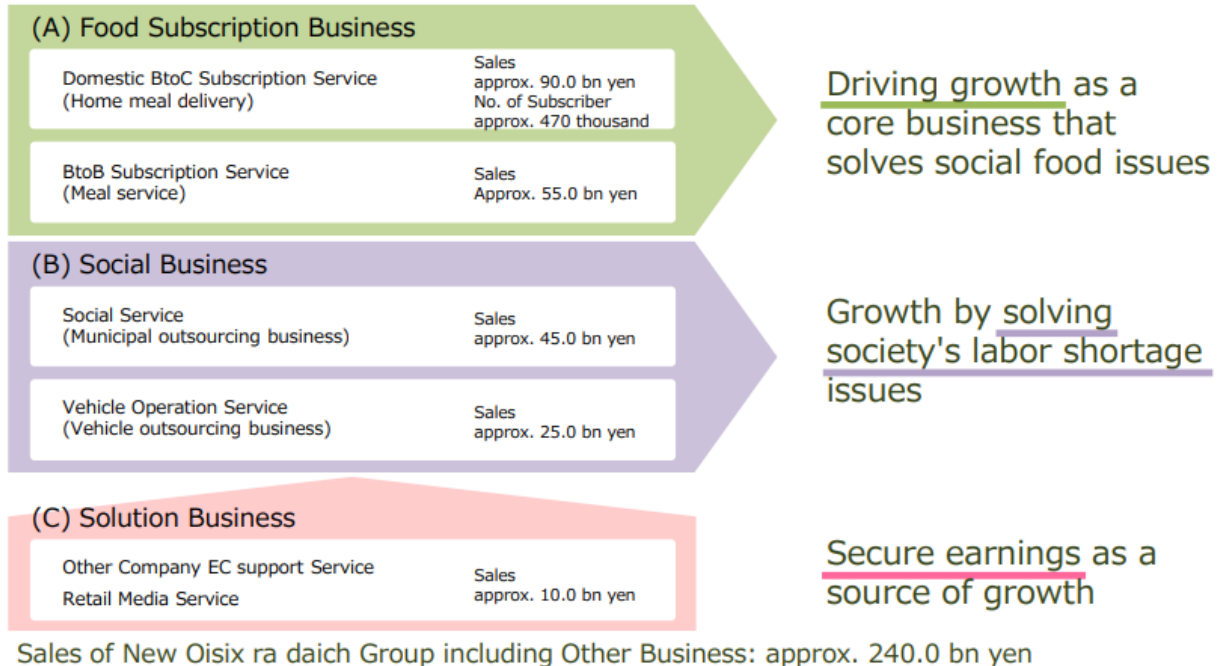 (A) Food Subscription Business
Domestic BtoC Subscription Service
(Home meal delivery)
Sales
approx. 90.0 bn yen
No. of Subscriber
approx. 470 thousand
BtoB Subscription Service
(Meal service)
Sales
Approx. 55.0 bn yen
Driving growth as a
core business that
solves social food issues
(B) Social Business
Social Service
(Municipal outsourcing business)
Sales
approx. 45.0 bn yen
Vehicle Operation Service
(Vehicle outsourcing business)
Sales
approx. 25.0 bn yen
Growth by solving
society's labor shortage
issues
(C) Solution Business
Other Company EC support Service
Retail Media Service
Sales
approx. 10.0 bn yen
Secure earnings as a
source of growth
Sales of New Oisix ra daich Group including Other Business: approx. 240.0 bn yen